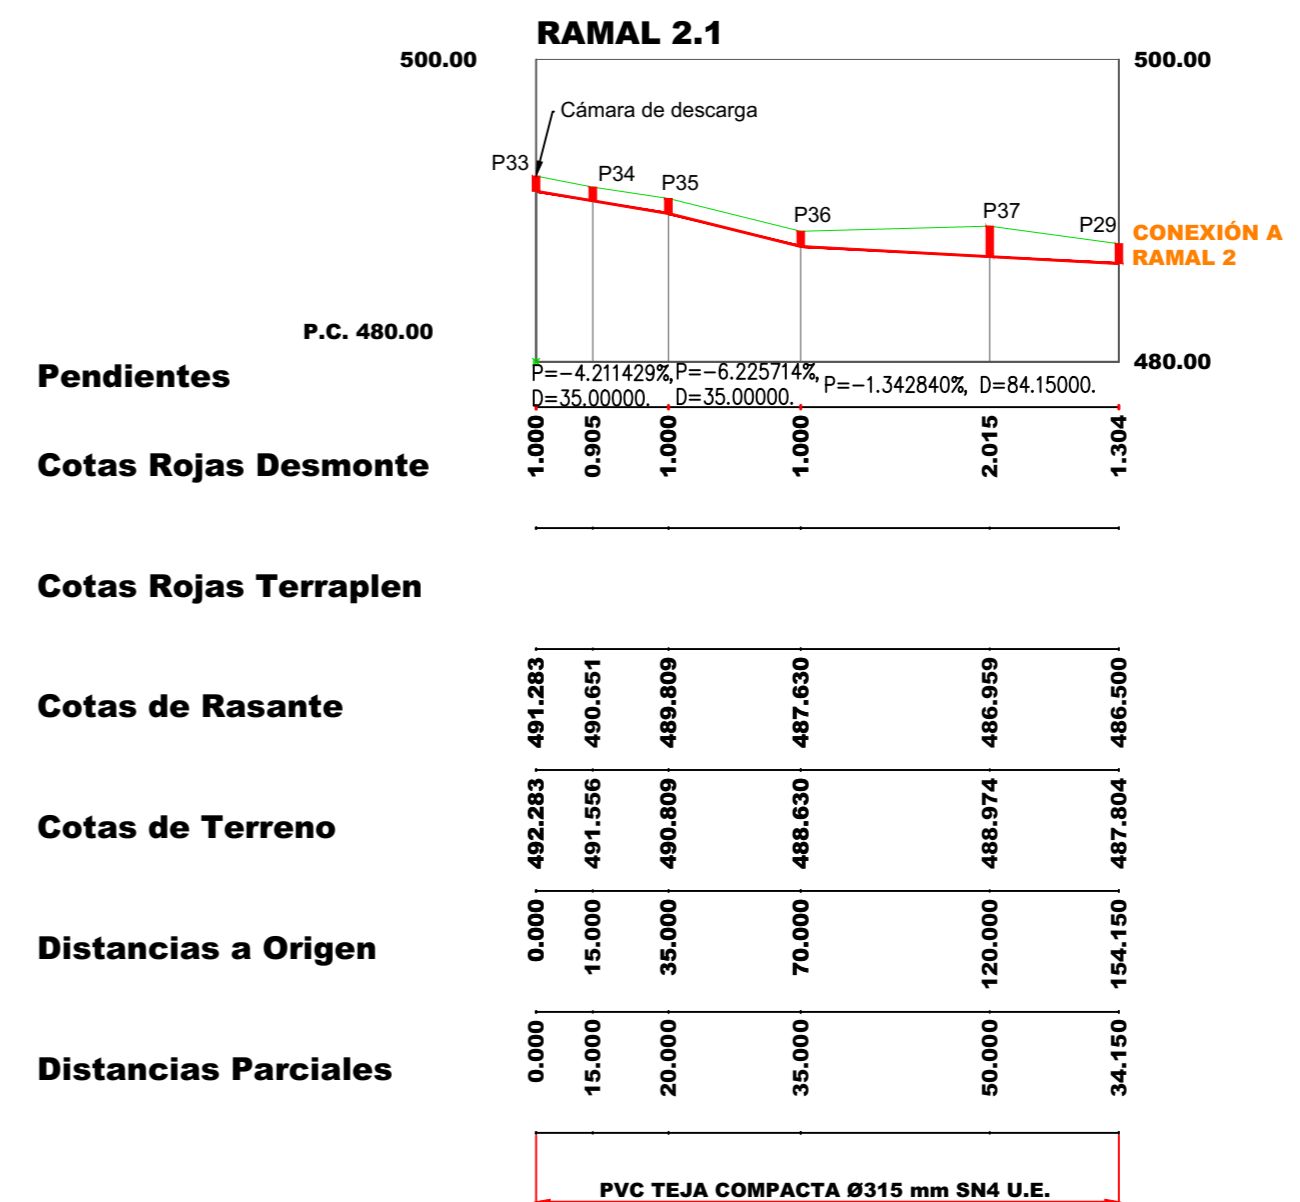 RAMAL 2.1
500.00
500.00
Cámara de descarga
P33
P34
P35
P36
P37
P29
CONEXIÓN A
RAMAL 2
P.C. 480.00
480.00
Pendientes
P=−4.211429%,
D=35.00000.
P=−6.225714%,
D=35.00000.
P=−1.342840%, D=84.15000.
Cotas Rojas Desmonte
1.000
0.905
1.000
1.000
2.015
1.304
Cotas Rojas Terraplen
Cotas de Rasante
491.283
490.651
489.809
487.630
486.959
486.500
Cotas de Terreno
492.283
491.556
490.809
488.630
488.974
487.804
Distancias a Origen
0.000
15.000
35.000
70.000
120.000
154.150
Distancias Parciales
0.000
15.000
20.000
35.000
50.000
34.150
PVC TEJA COMPACTA Ø315 mm SN4 U.E.